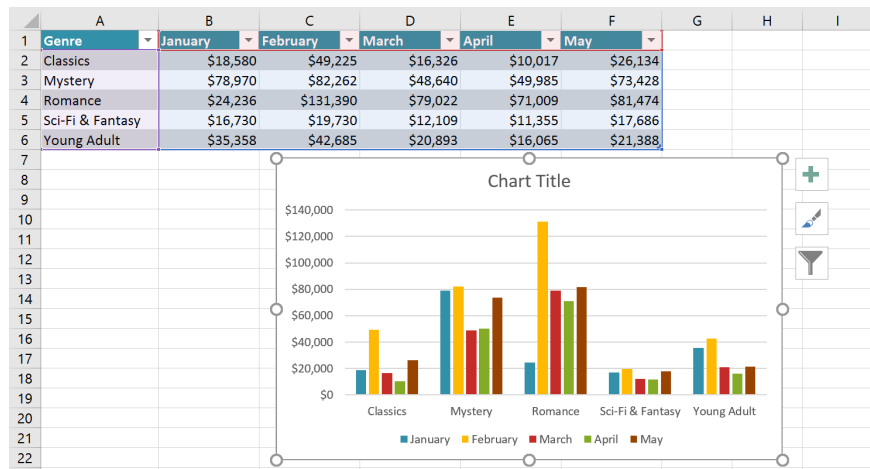 A B C D E F G H I
1 Genre January February March April May
2 Classics $18,580 $49,225 $16,326 $10,017 $26,134
3 Mystery $78,970 $82,262 $48,640 $49,985 $73,428
4 Romance $24,236 $131,390 $79,022 $71,009 $81,474
5 Sci-Fi & Fantasy $16,730 $19,730 $12,109 $11,355 $17,686
6 Young Adult $35,358 $42,685 $20,893 $16,065 $21,388
7
8
9
10
11
12
13
14
15
16
17
18
19
20
21
22
Chart Title
$140,000
$120,000
$100,000
$80,000
$60,000
$40,000
$20,000
$0
Classics Mystery Romance Sci-Fi & Fantasy Young Adult
January February March April May